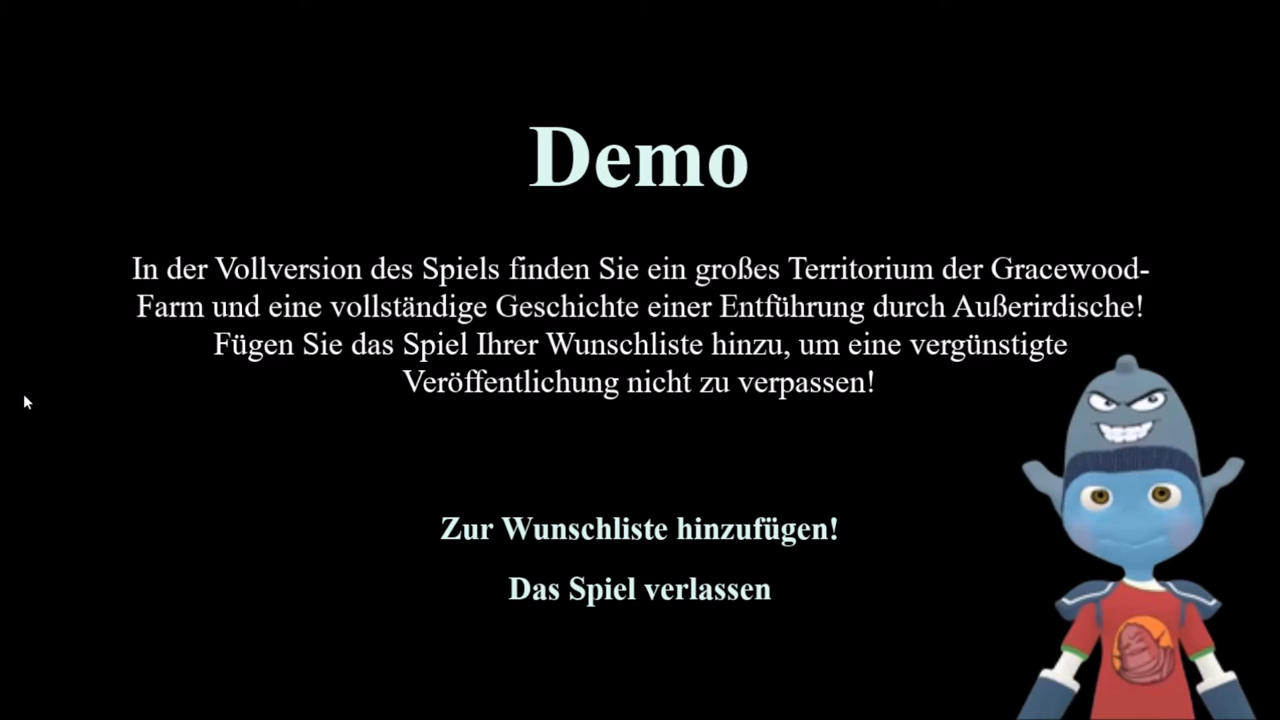 Demo
In der Vollversion des Spiels finden Sie ein großes Territorium der Gracewood-
Farm und eine vollständige Geschichte einer Entführung durch Außerirdische!
Fügen Sie das Spiel Ihrer Wunschliste hinzu, um eine vergünstigte
Veröffentlichung nicht zu verpassen!
Zur Wunschliste hinzufügen!
Das Spiel verlassen